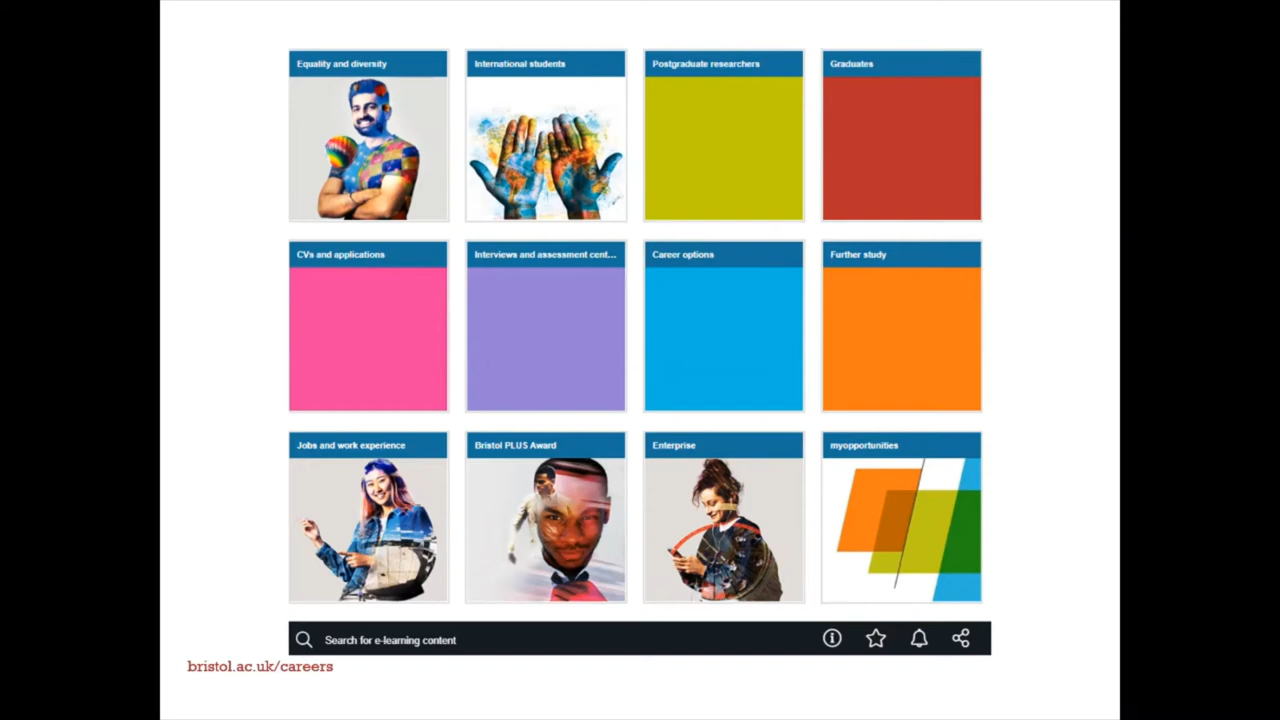 Equality and diversity
International students
Postgraduate researchers
Graduates
CVs and applications
Interviews and assessment cent...
Career options
Further study
Jobs and work experience
Bristol PLUS Award
Enterprise
myopportunities
Search for e-learning content
bristol.ac.uk/careers